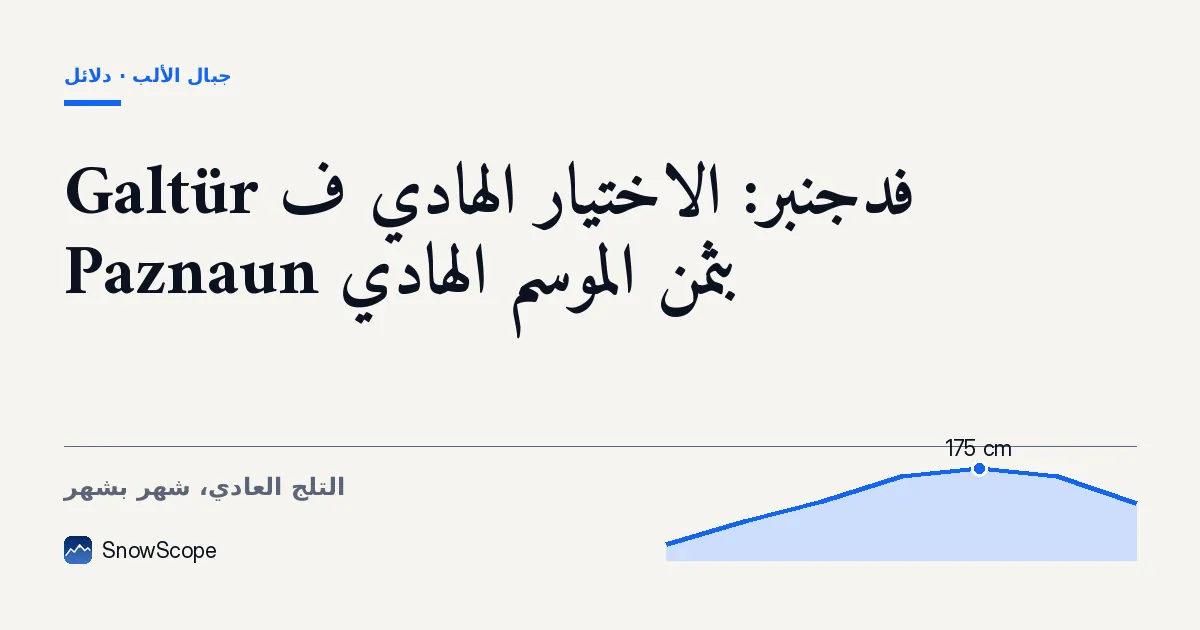 جبال الألب · دلائل
Galtür فدجنبر: الاختيار الهادي ف
Paznaun بثمن الموسم الهادي
175 cm
التلج العادي، شهر بشهر
SnowScope